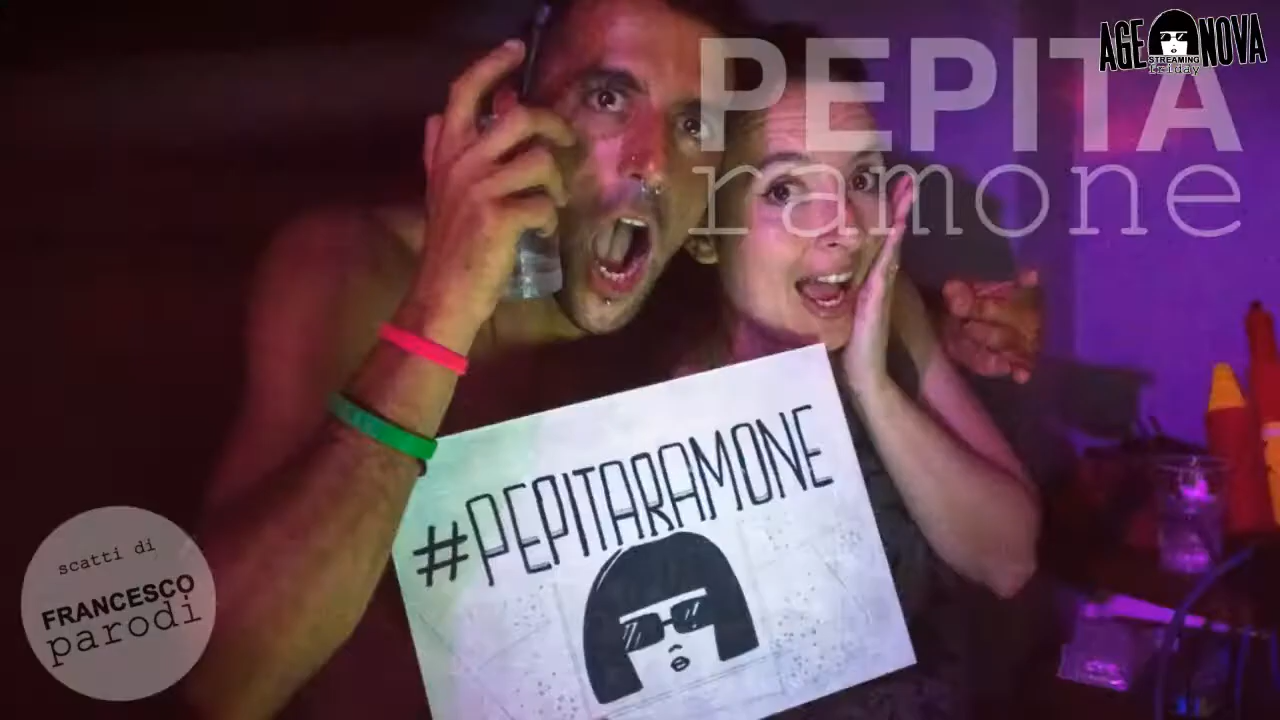 AGE NOVA
STREAMING
friday
PEPITA
ramone
#PEPITARAMONE
scatti di
FRANCESCO
parodi